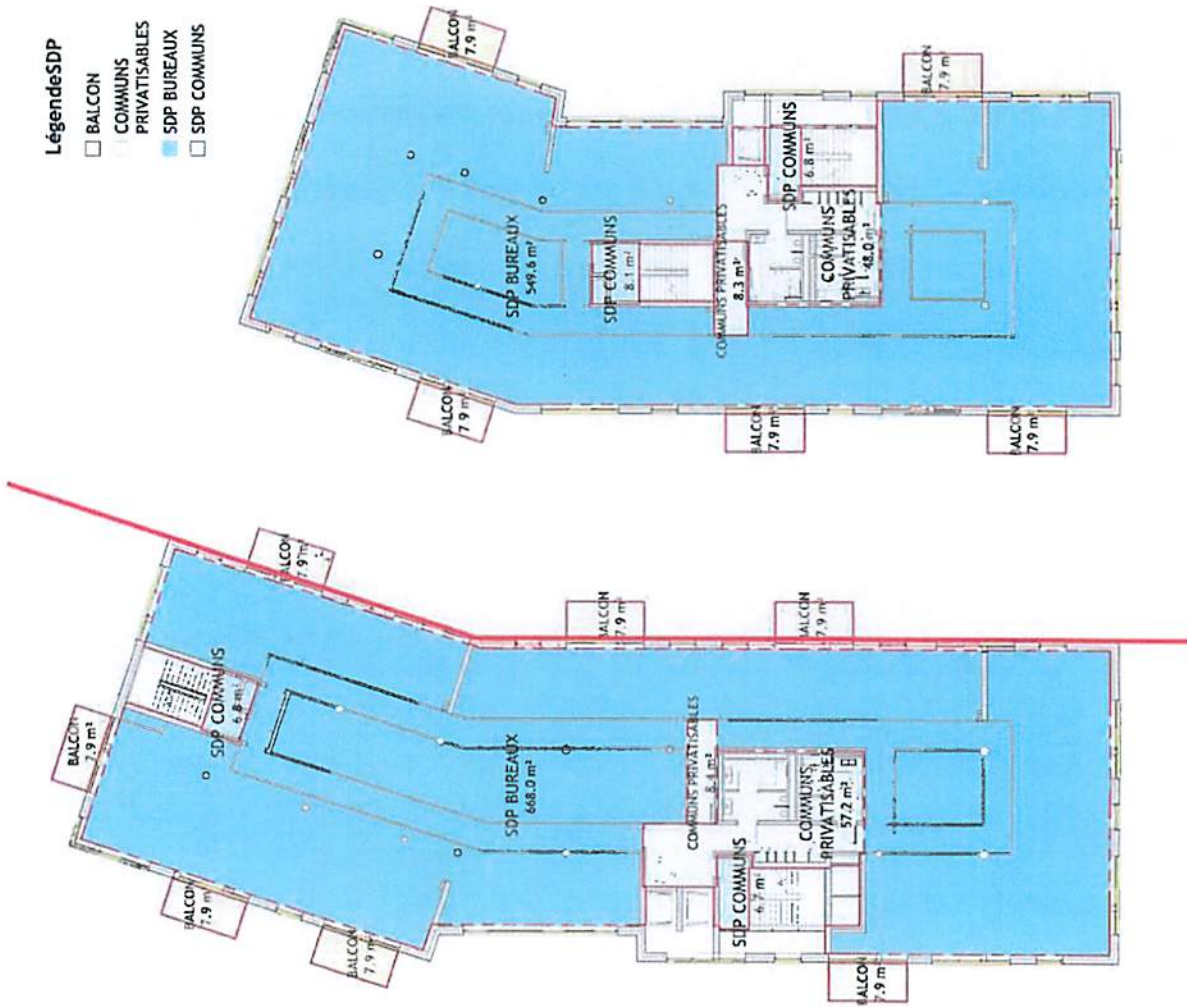 LégendeSDP
BALCON
COMMUNS
PRIVATISABLES
SDP BUREAUX
SDP COMMUNS
BALCON
7.9 m²
BALCON
7.9 m²
SDP COMMUNS
6.8 m²
SDP BUREAUX
549.6 m²
SDP COMMUNS
8.1 m²
COMMUNS PRIVATISABLES
8.3 m²
COMMUNS
PRIVATISABLES
48.0 m²
BALCON
7.9 m²
BALCON
7.9 m²
BALCON
7.9 m²
BALCON
7.9 m²
BALCON
7.9 m²
BALCON
7.9 m²
BALCON
7.9 m²
SDP COMMUNS
6.8 m²
SDP BUREAUX
668.0 m²
COMMUNS PRIVATISABLES
8.4 m²
COMMUNS
PRIVATISABLES
57.2 m²
SDP COMMUNS
6.7 m²
BALCON
7.9 m²
BALCON
7.9 m²
BALCON
7.9 m²